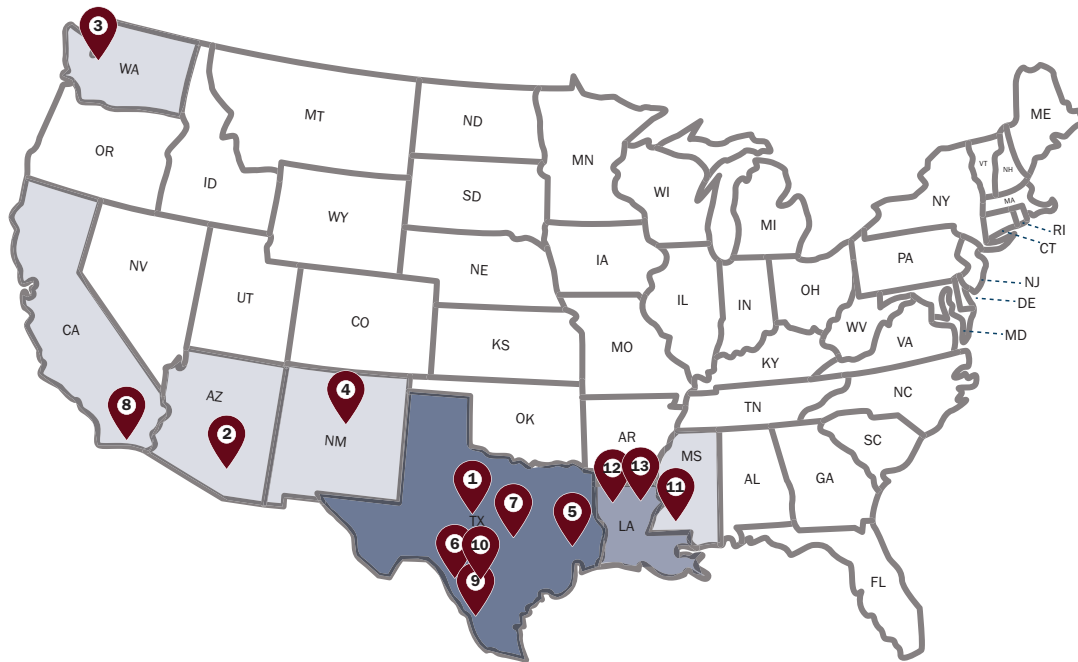 3
WA
ME
MT
ND
VT
NH
OR
MN
ID
SD
WI
NY
MA
WY
MI
RI
CT
NV
IA
PA
NE
NJ
UT
IL
IN
OH
DE
CO
CA
WV
MD
KS
MO
VA
KY
4
AZ
NC
8
TN
OK
2
NM
AR
SC
MS
12
13
1
AL
GA
11
7
5
TX
LA
6
10
9
FL